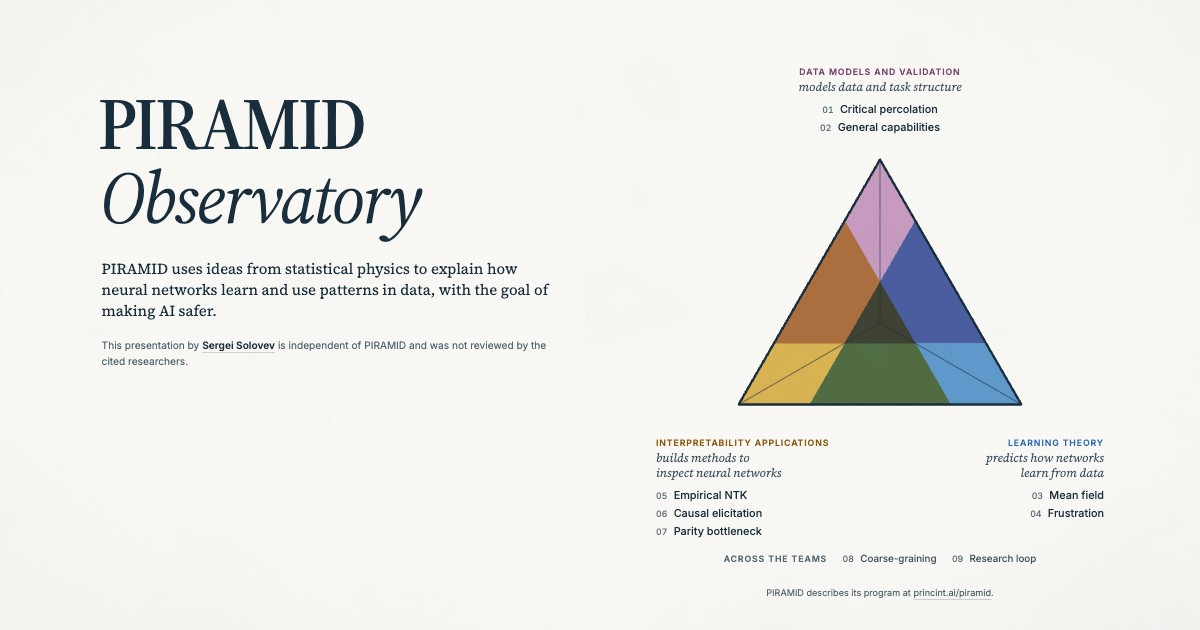 PIRAMID
Observatory
PIRAMID uses ideas from statistical physics to explain how
neural networks learn and use patterns in data, with the goal of
making AI safer.
This presentation by Sergei Solovev is independent of PIRAMID and was not reviewed by the
cited researchers.
DATA MODELS AND VALIDATION
models data and task structure
01 Critical percolation
02 General capabilities
INTERPRETABILITY APPLICATIONS
builds methods to
inspect neural networks
05 Empirical NTK
06 Causal elicitation
07 Parity bottleneck
LEARNING THEORY
predicts how networks
learn from data
03 Mean field
04 Frustration
ACROSS THE TEAMS 08 Coarse-graining 09 Research loop
PIRAMID describes its program at princint.ai/piramid.